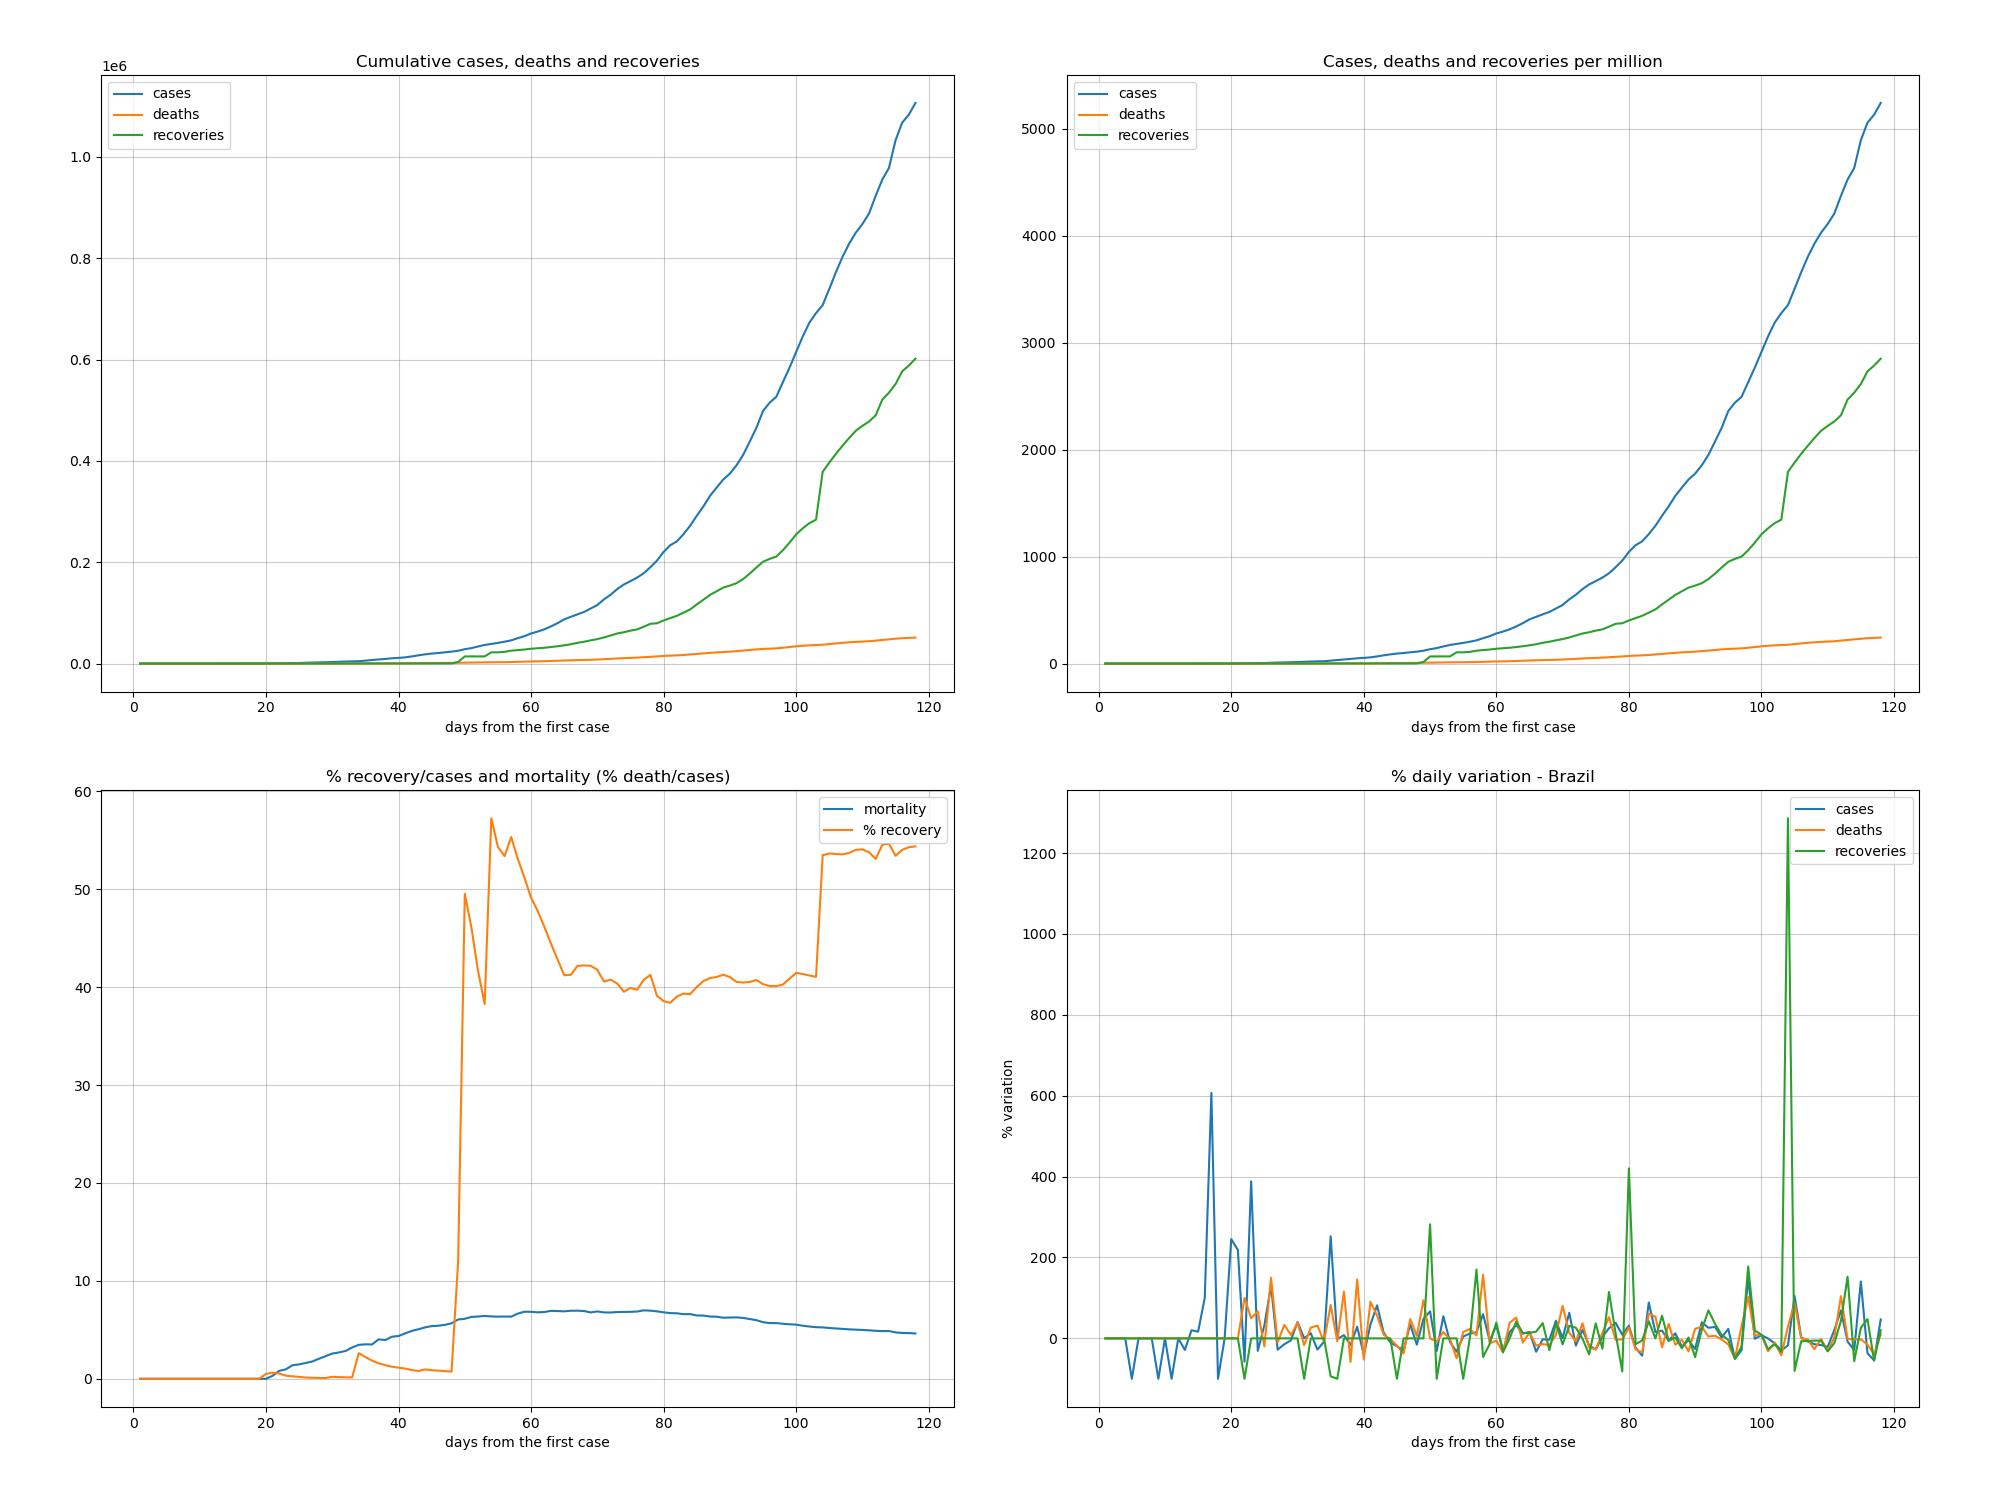 Cumulative cases, deaths and recoveries
1e6
cases
deaths
recoveries
1.0
0.8
0.6
0.4
0.2
0.0
0 20 40 60 80 100 120
days from the first case
Cases, deaths and recoveries per million
cases
deaths
recoveries
5000
4000
3000
2000
1000
0
0 20 40 60 80 100 120
days from the first case
% recovery/cases and mortality (% death/cases)
mortality
% recovery
60
50
40
30
20
10
0
0 20 40 60 80 100 120
days from the first case
% daily variation - Brazil
cases
deaths
recoveries
1200
1000
800
600
400
200
0
% variation
0 20 40 60 80 100 120
days from the first case